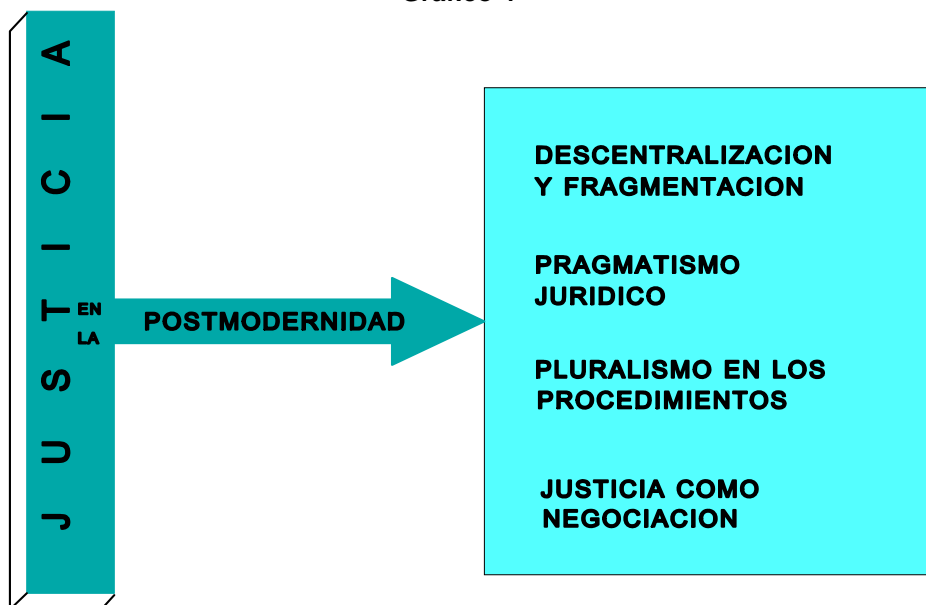 J U S T I C I A
EN
LA
POSTMODERNIDAD
DESCENTRALIZACION
Y FRAGMENTACION
PRAGMATISMO
JURIDICO
PLURALISMO EN LOS
PROCEDIMIENTOS
JUSTICIA COMO
NEGOCIACION